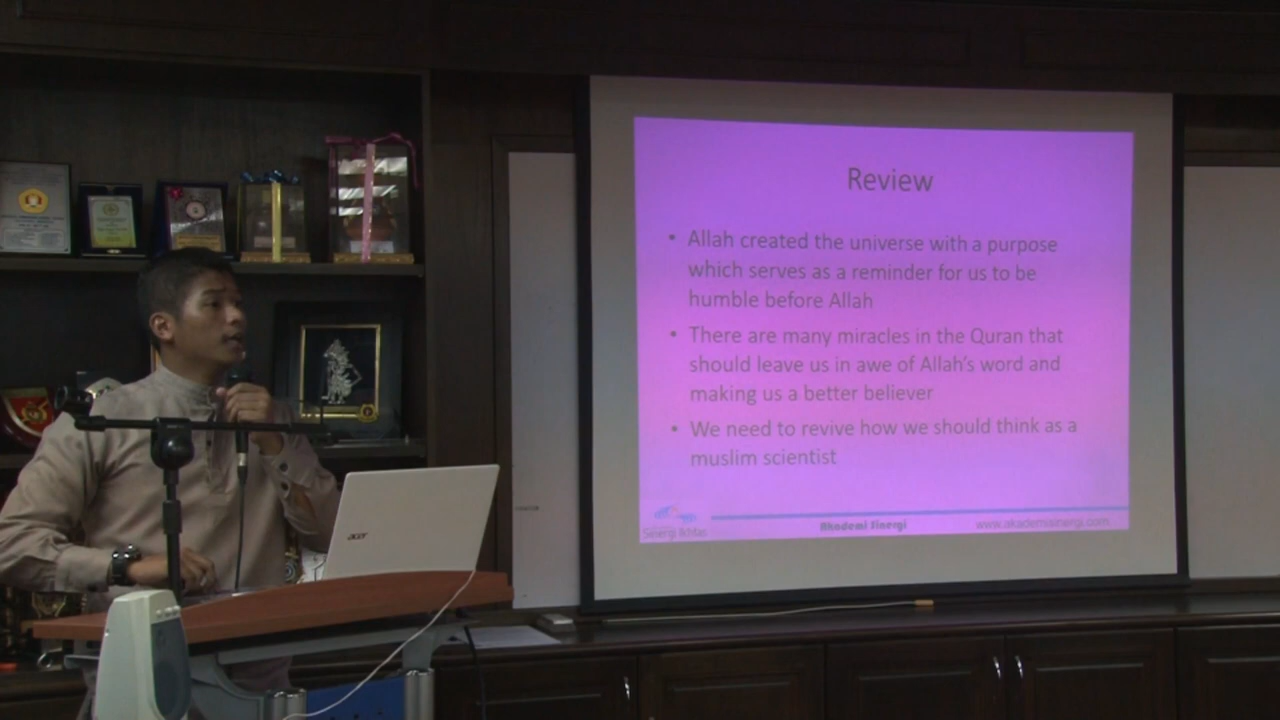 Review
• Allah created the universe with a purpose
which serves as a reminder for us to be
humble before Allah
• There are many miracles in the Quran that
should leave us in awe of Allah's word and
making us a better believer
• We need to revive how we should think as a
muslim scientist
Sinergi Ikhlas
Akademi Sinergi
www.akademisinergi.com
acer